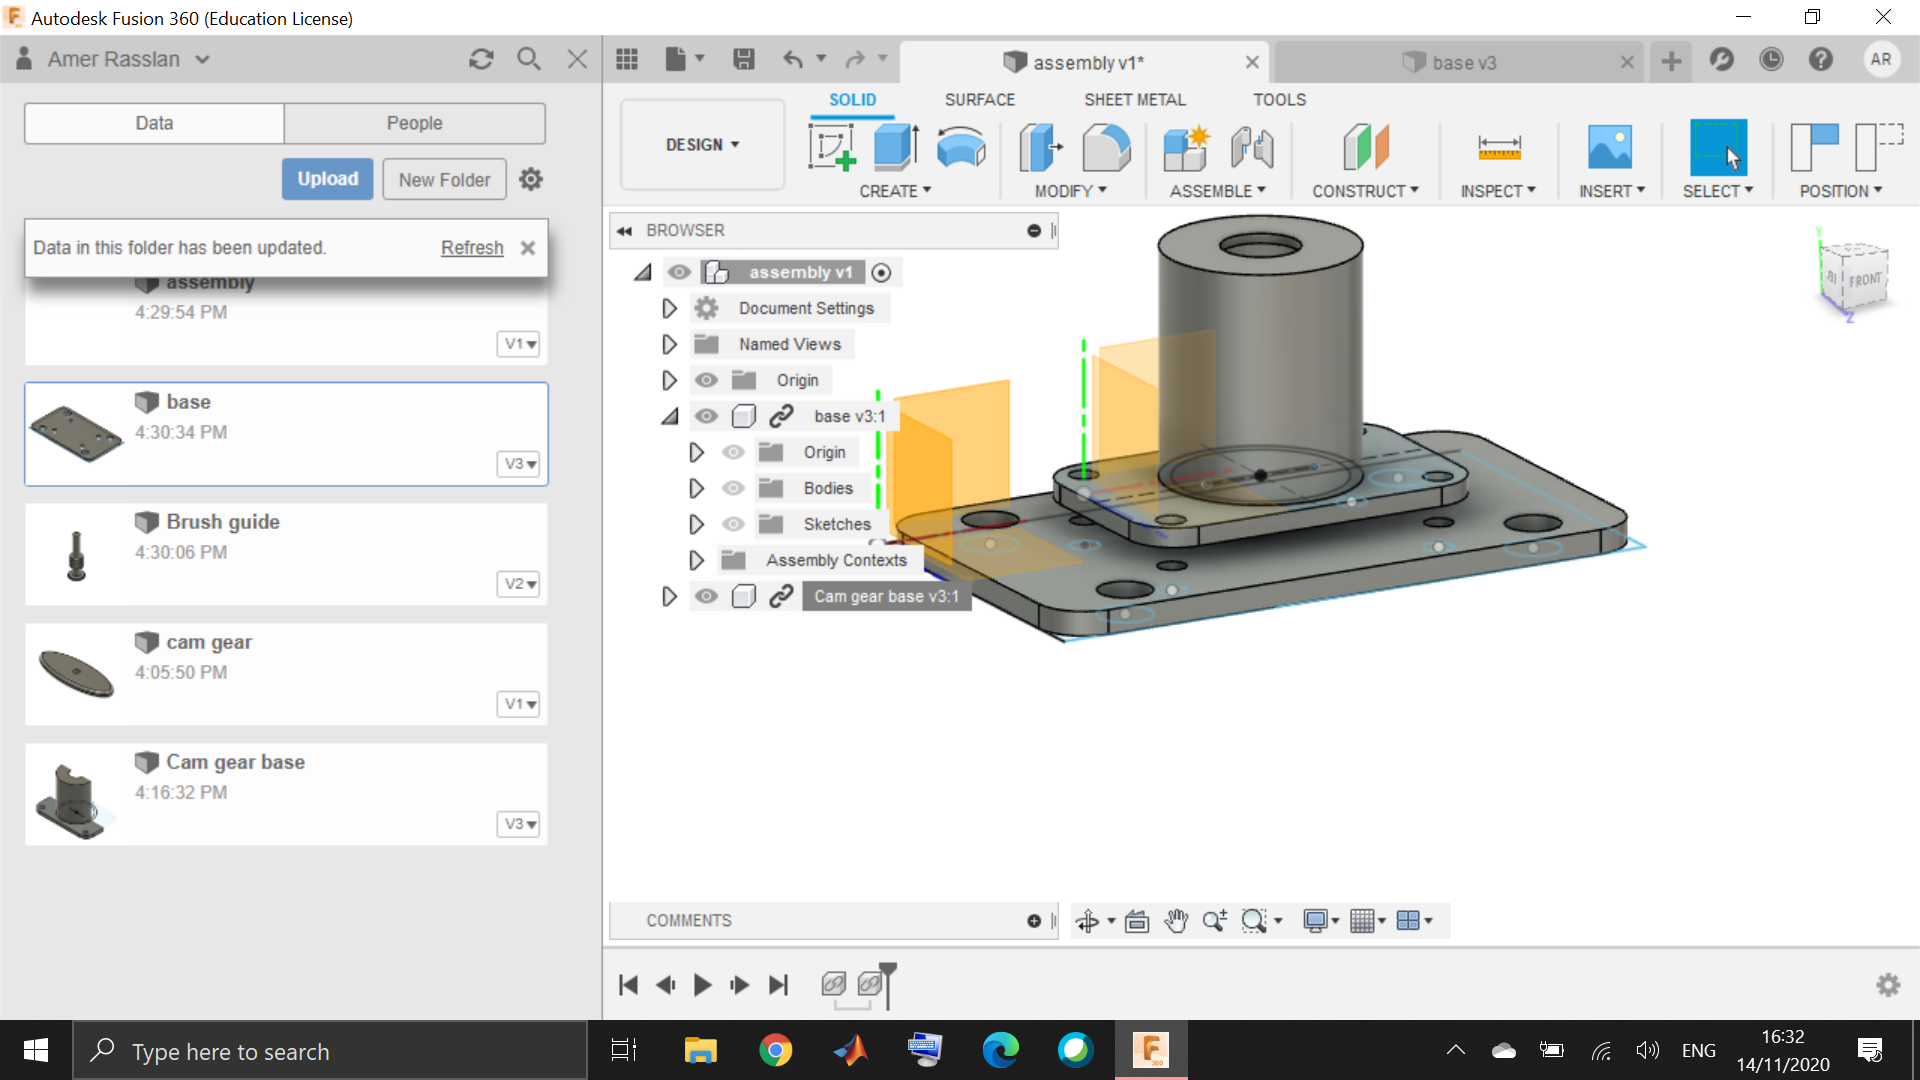 Autodesk Fusion 360 (Education License)
Amer Rasslan
assembly v1*
base v3
AR
Data
People
Upload
New Folder
Data in this folder has been updated.
Refresh
assembly
4:29:54 PM
V1
base
4:30:34 PM
V3
Brush guide
4:30:06 PM
V2
cam gear
4:05:50 PM
V1
Cam gear base
4:16:32 PM
V3
SOLID
SURFACE
SHEET METAL
TOOLS
DESIGN
CREATE
MODIFY
ASSEMBLE
CONSTRUCT
INSPECT
INSERT
SELECT
POSITION
BROWSER
assembly v1
Document Settings
Named Views
Origin
base v3:1
Origin
Bodies
Sketches
Assembly Contexts
Cam gear base v3:1
Y
FRONT
Z
COMMENTS
Type here to search
F
360
ENG
16:32
14/11/2020